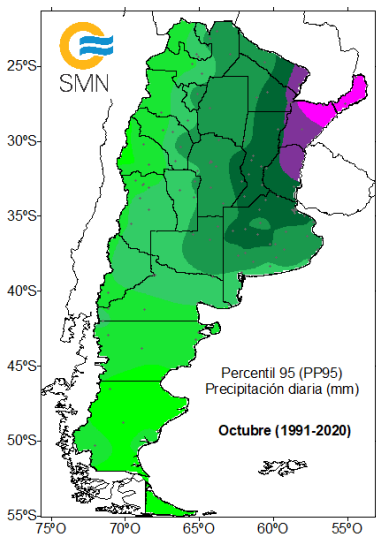 SMN
25°S
30°S
35°S
40°S
45°S
50°S
55°S
Percentil 95 (PP95)
Precipitación diaria (mm)
Octubre (1991-2020)
75°O
70°O
65°O
60°O
55°O